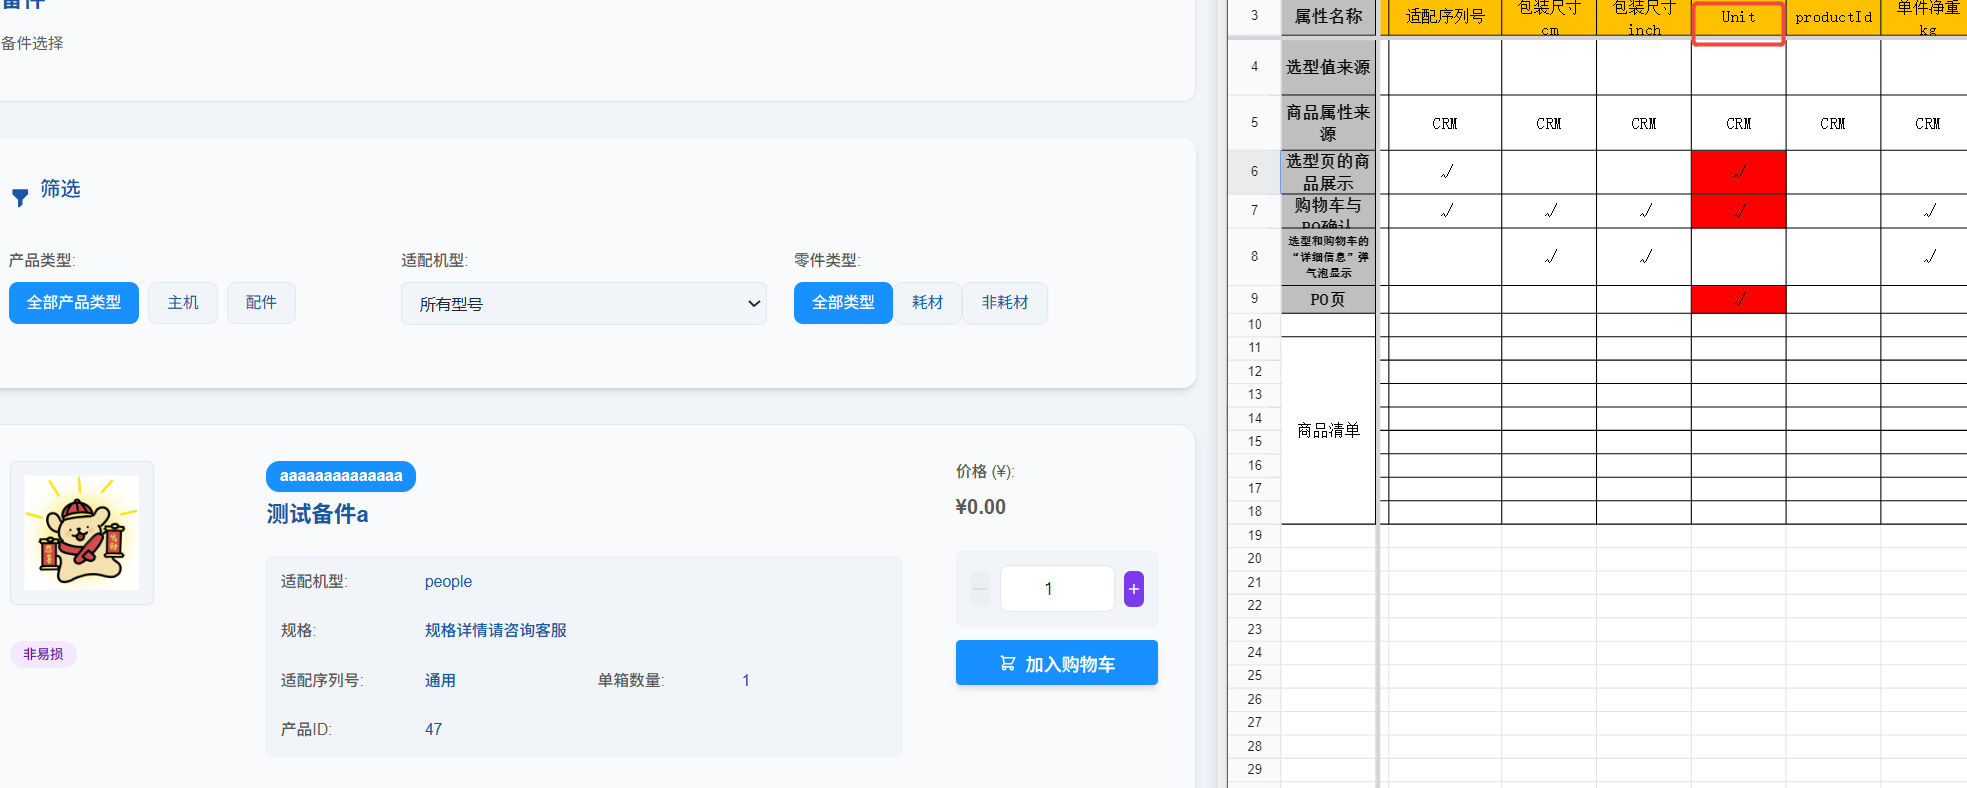 备件
备件选择
筛选
产品类型:
全部产品类型
主机
配件
适配机型:
所有型号
零件类型:
全部类型
耗材
非耗材
aaaaaaaaaaaaaa
测试备件a
非易损
适配机型:
people
规格:
规格详情请咨询客服
适配序列号:
通用
单箱数量:
1
产品ID:
47
价格 (¥):
¥0.00
1
+
加入购物车
3
属性名称
适配序列号
包装尺寸
cm
包装尺寸
inch
Unit
productId
单件净重
kg
4
选型值来源
5
商品属性来
源
CRM
CRM
CRM
CRM
CRM
CRM
6
选型页的商
品展示
√
√
7
购物车与
PO确认
√
√
√
√
√
8
选型和购物车的
“详细信息”弹
气泡显示
√
√
√
9
PO页
√
10
11
12
13
14
商品清单
15
16
17
18
19
20
21
22
23
24
25
26
27
28
29